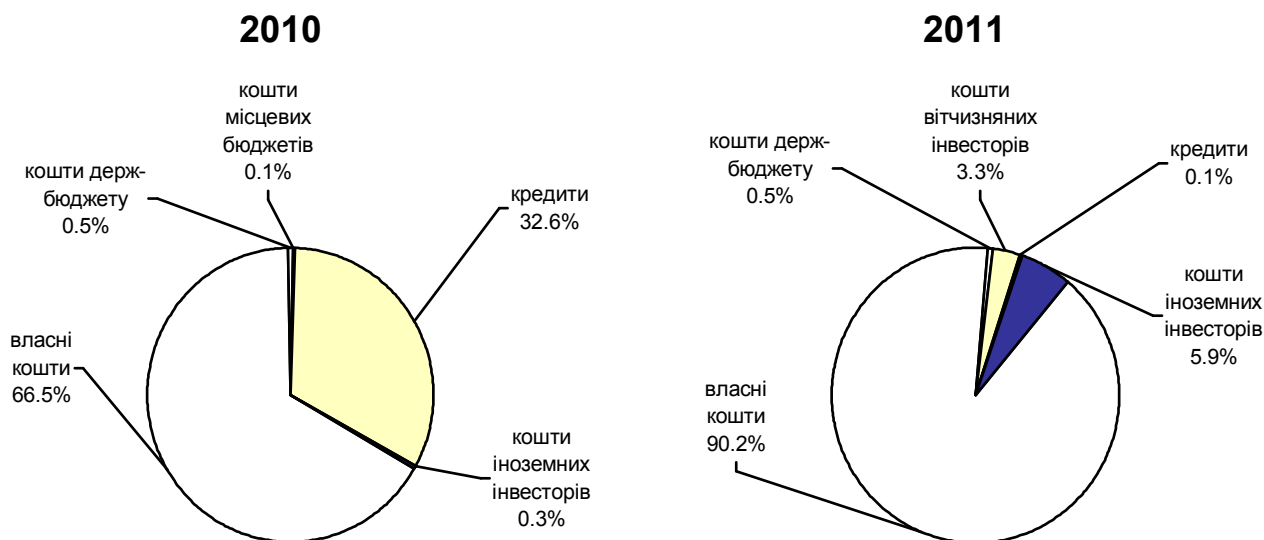 2010
кошти
місцевих
бюджетів
0.1%
кошти держ-
бюджету
0.5%
кредити
32.6%
власні
кошти
66.5%
кошти
іноземних
інвесторів
0.3%
2011
кошти
вітчизняних
інвесторів
3.3%
кошти держ-
бюджету
0.5%
кредити
0.1%
кошти
іноземних
інвесторів
5.9%
власні
кошти
90.2%